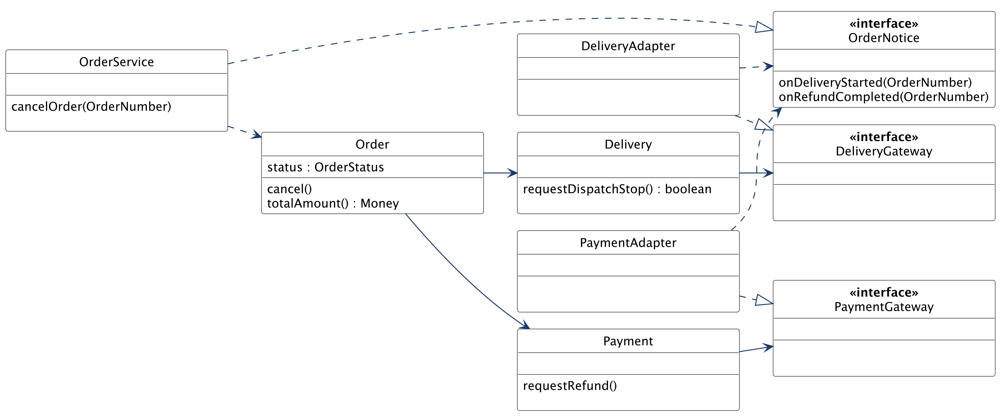 OrderService
cancelOrder(OrderNumber)
Order
status : OrderStatus
cancel()
totalAmount() : Money
DeliveryAdapter
Delivery
requestDispatchStop() : boolean
PaymentAdapter
Payment
requestRefund()
«interface»
OrderNotice
onDeliveryStarted(OrderNumber)
onRefundCompleted(OrderNumber)
«interface»
DeliveryGateway
«interface»
PaymentGateway